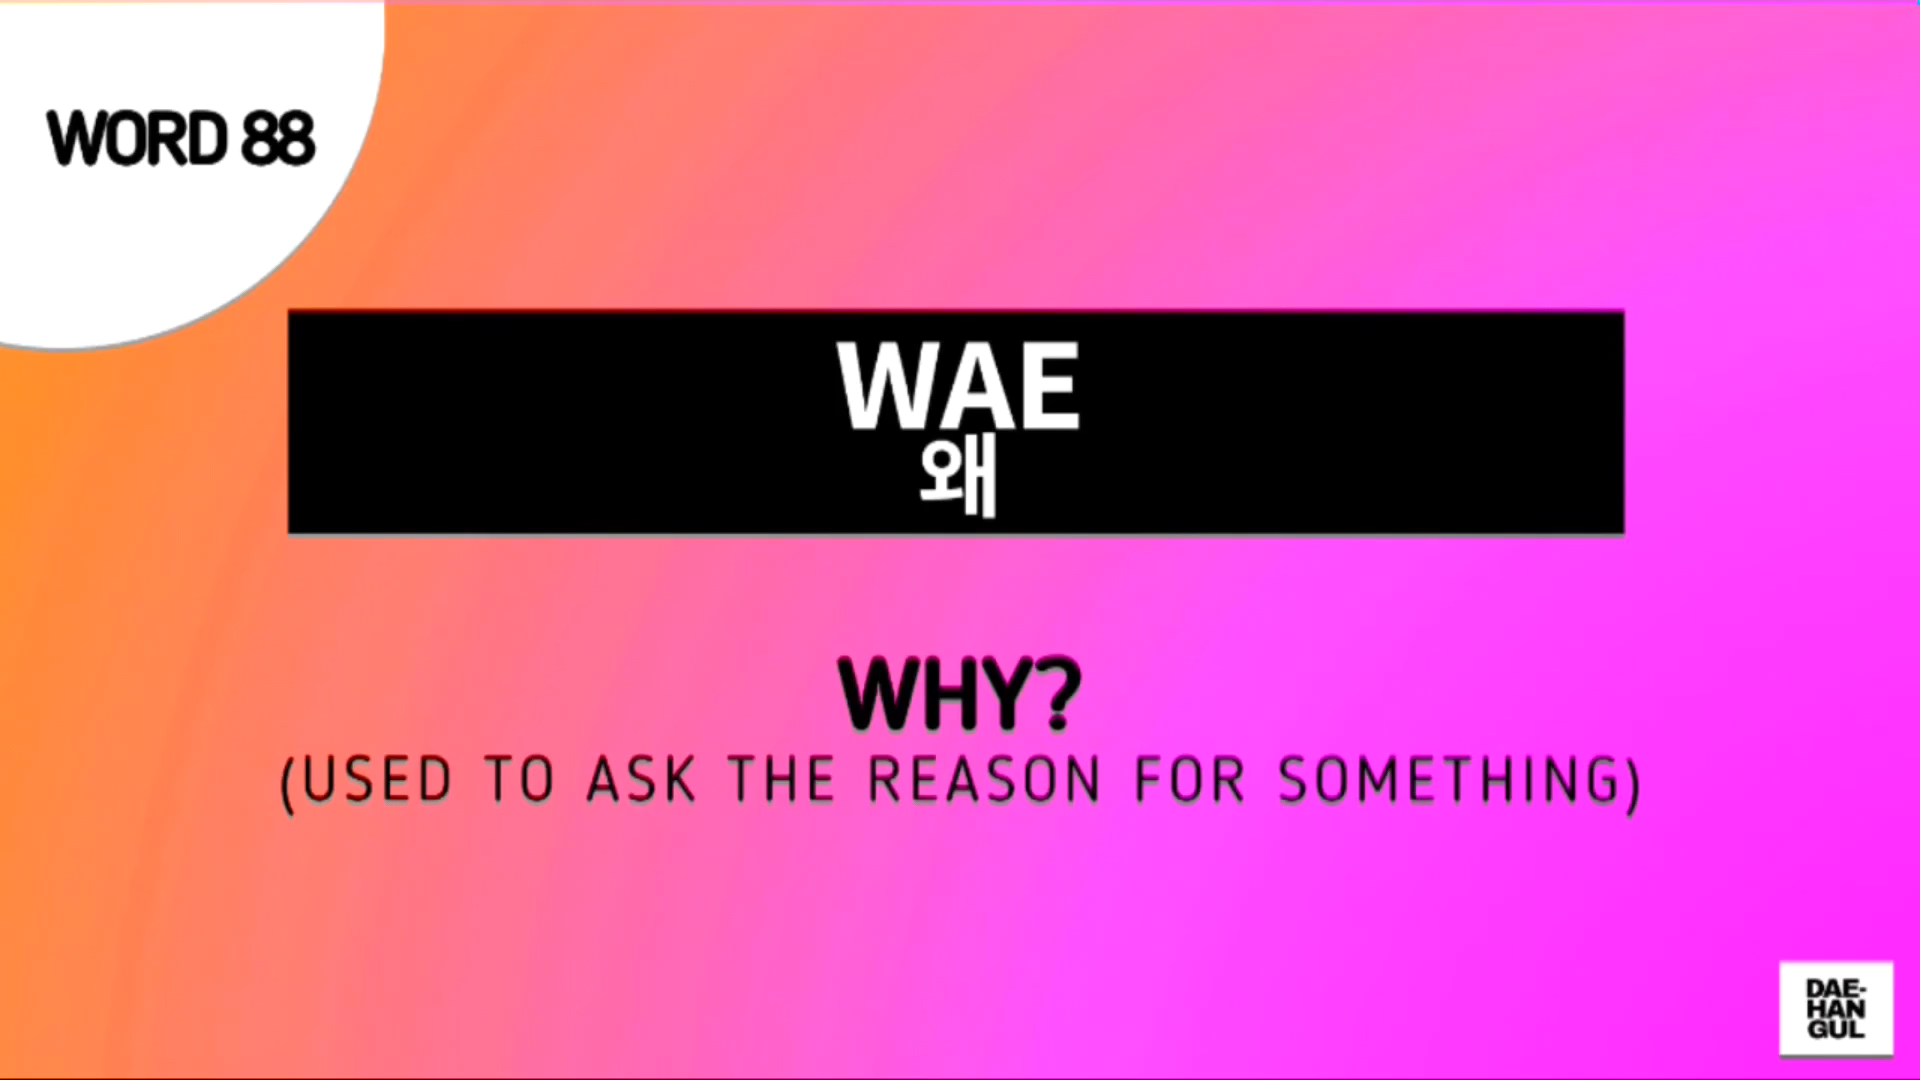 WORD 88
WAE
왜
WHY?
(USED TO ASK THE REASON FOR SOMETHING)
DAE-
HAN
GUL